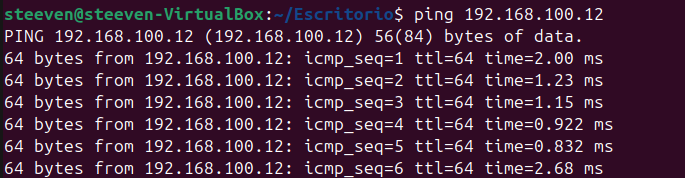 steeven@steeven-VirtualBox:~/Escritorio$ ping 192.168.100.12
PING 192.168.100.12 (192.168.100.12) 56(84) bytes of data.
64 bytes from 192.168.100.12: icmp_seq=1 ttl=64 time=2.00 ms
64 bytes from 192.168.100.12: icmp_seq=2 ttl=64 time=1.23 ms
64 bytes from 192.168.100.12: icmp_seq=3 ttl=64 time=1.15 ms
64 bytes from 192.168.100.12: icmp_seq=4 ttl=64 time=0.922 ms
64 bytes from 192.168.100.12: icmp_seq=5 ttl=64 time=0.832 ms
64 bytes from 192.168.100.12: icmp_seq=6 ttl=64 time=2.68 ms